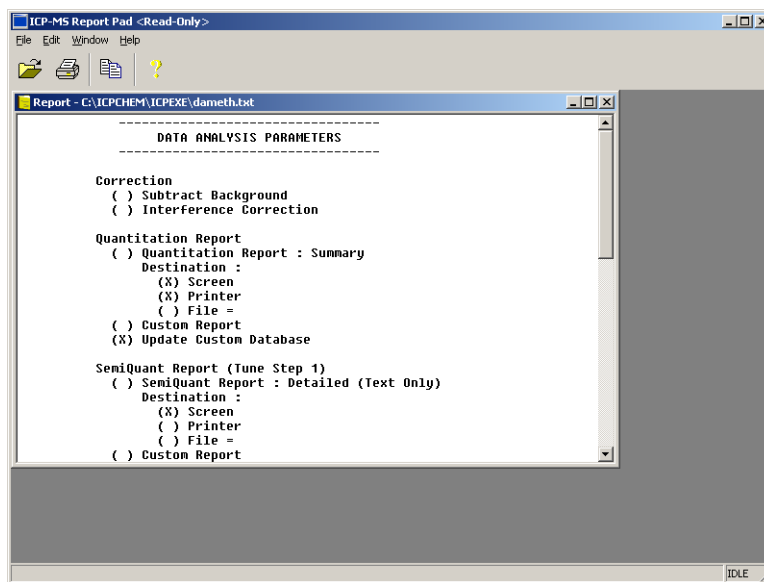 ICP-MS Report Pad <Read-Only>
File Edit Window Help
Report - C:\ICPCHEM\ICPEXE\dameth.txt
----------------------------------
DATA ANALYSIS PARAMETERS
----------------------------------
Correction
( ) Subtract Background
( ) Interference Correction
Quantitation Report
( ) Quantitation Report : Summary
Destination :
(X) Screen
(X) Printer
( ) File =
( ) Custom Report
(X) Update Custom Database
SemiQuant Report (Tune Step 1)
( ) SemiQuant Report : Detailed (Text Only)
Destination :
(X) Screen
( ) Printer
( ) File =
( ) Custom Report
IDLE